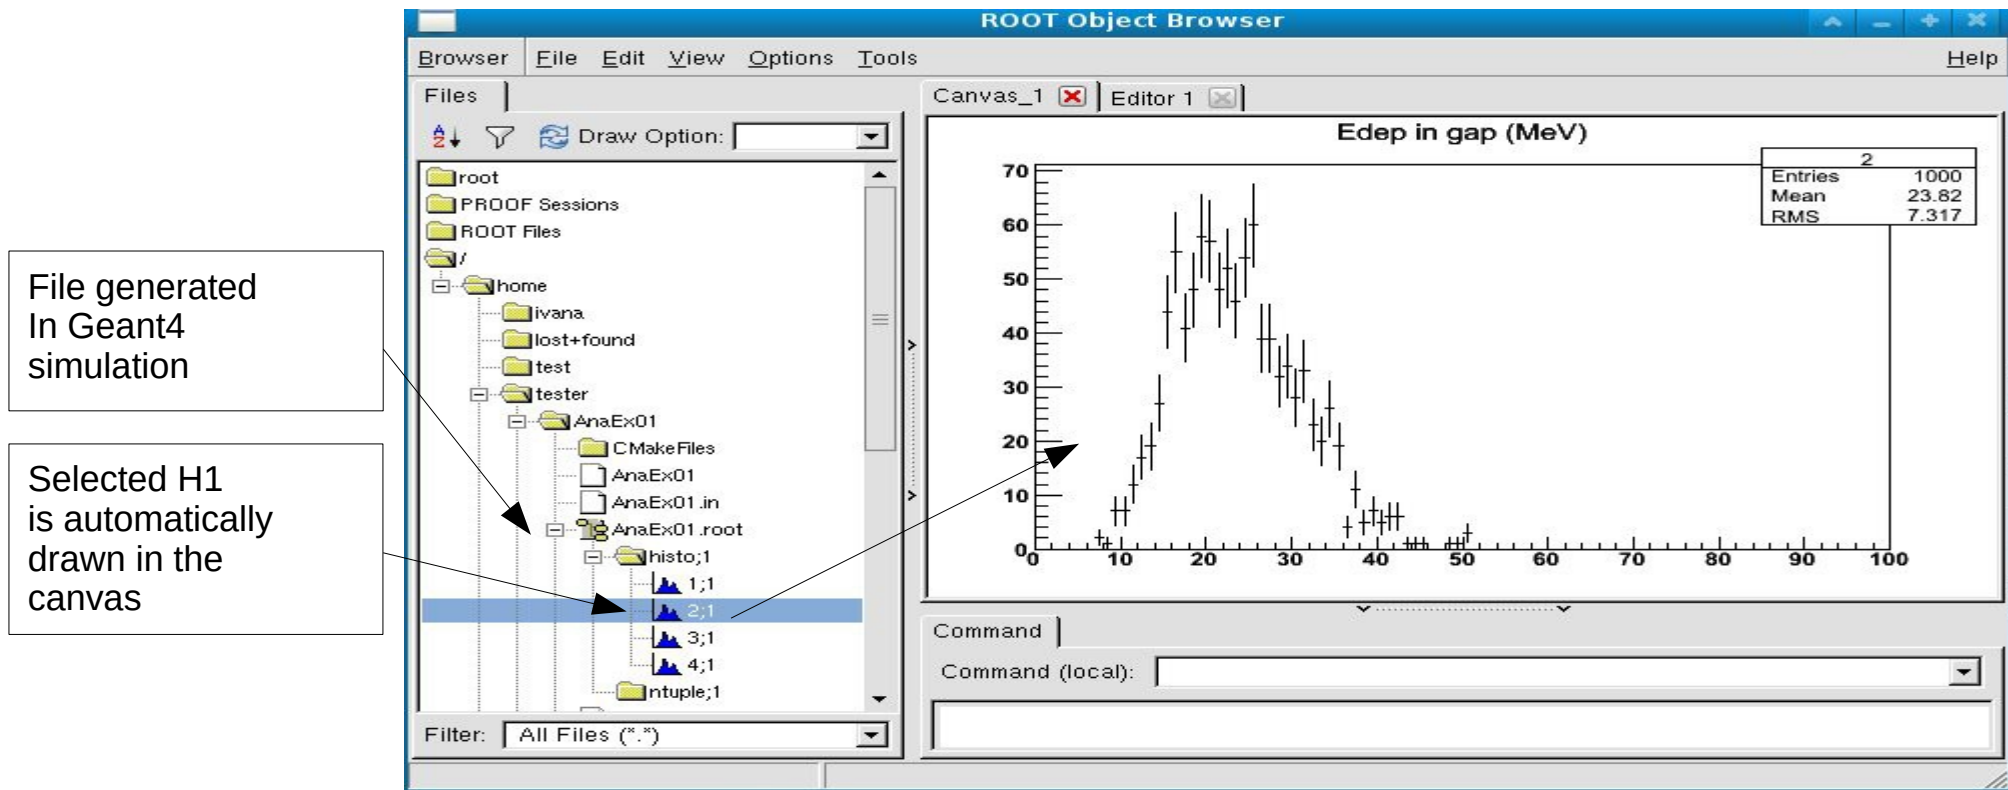 File generated
In Geant4
simulation
Selected H1
is automatically
drawn in the
canvas
ROOT Object Browser
Browser File Edit View Options Tools Help
Files
Draw Option:
root
PROOF Sessions
ROOT Files
/
home
ivana
lost+found
test
tester
AnaEx01
CMakeFiles
AnaEx01
AnaEx01.in
AnaEx01.root
histo;1
1;1
2;1
3;1
4;1
ntuple;1
Filter: All Files (*.*)
Canvas_1 Editor 1
Edep in gap (MeV)
2
Entries 1000
Mean 23.82
RMS 7.317
70
60
50
40
30
20
10
0
0 10 20 30 40 50 60 70 80 90 100
Command
Command (local):